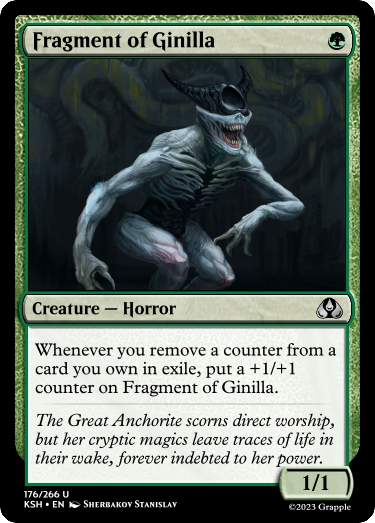 Fragment of Ginilla
Creature — Horror
Whenever you remove a counter from a
card you own in exile, put a +1/+1
counter on Fragment of Ginilla.
The Great Anchorite scorns direct worship,
but her cryptic magics leave traces of life in
their wake, forever indebted to her power.
1/1
176/266 U
KSH • EN Sherbakov Stanislav
©2023 Grapple